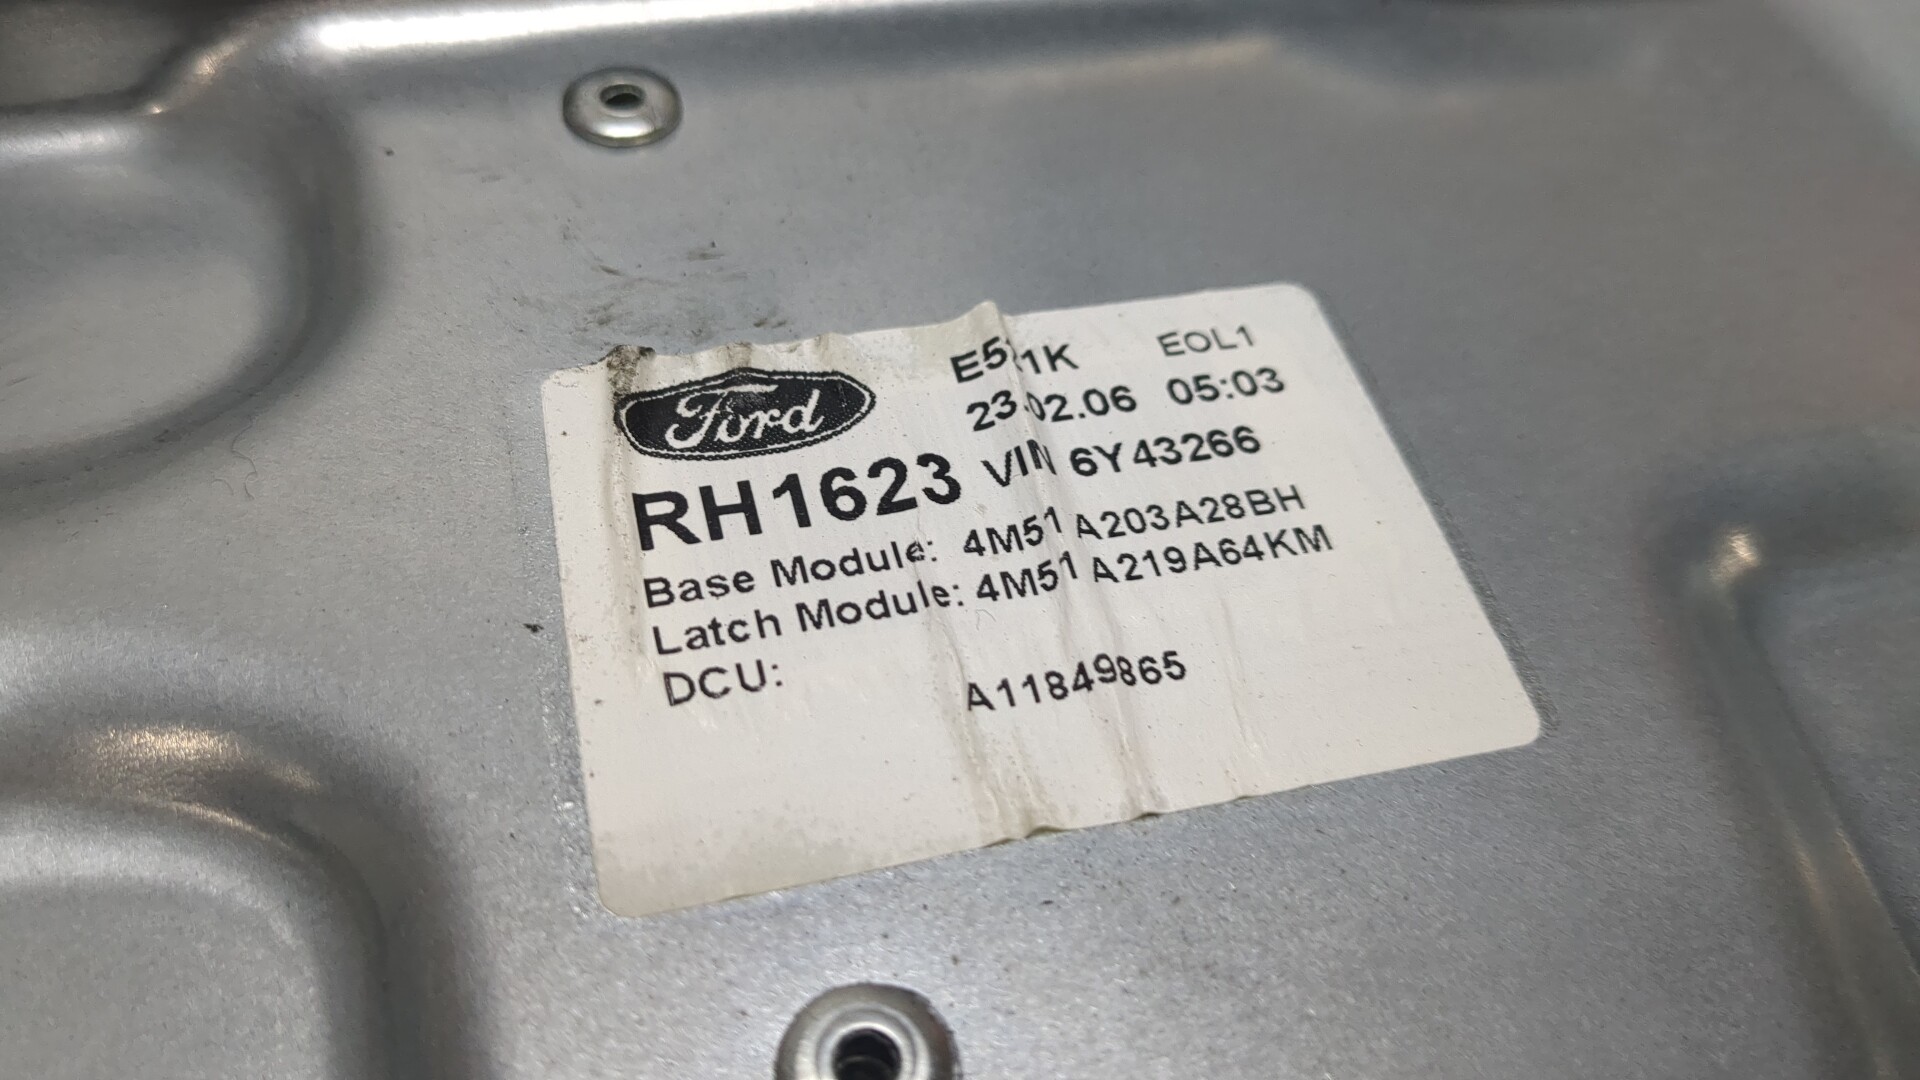 Ford
EOL1
23.02.06 05:03
RH1623 VIN 6Y43266
Base Module: 4M51 A203A28BH
Latch Module: 4M51 A219A64KM
DCU: A11849865